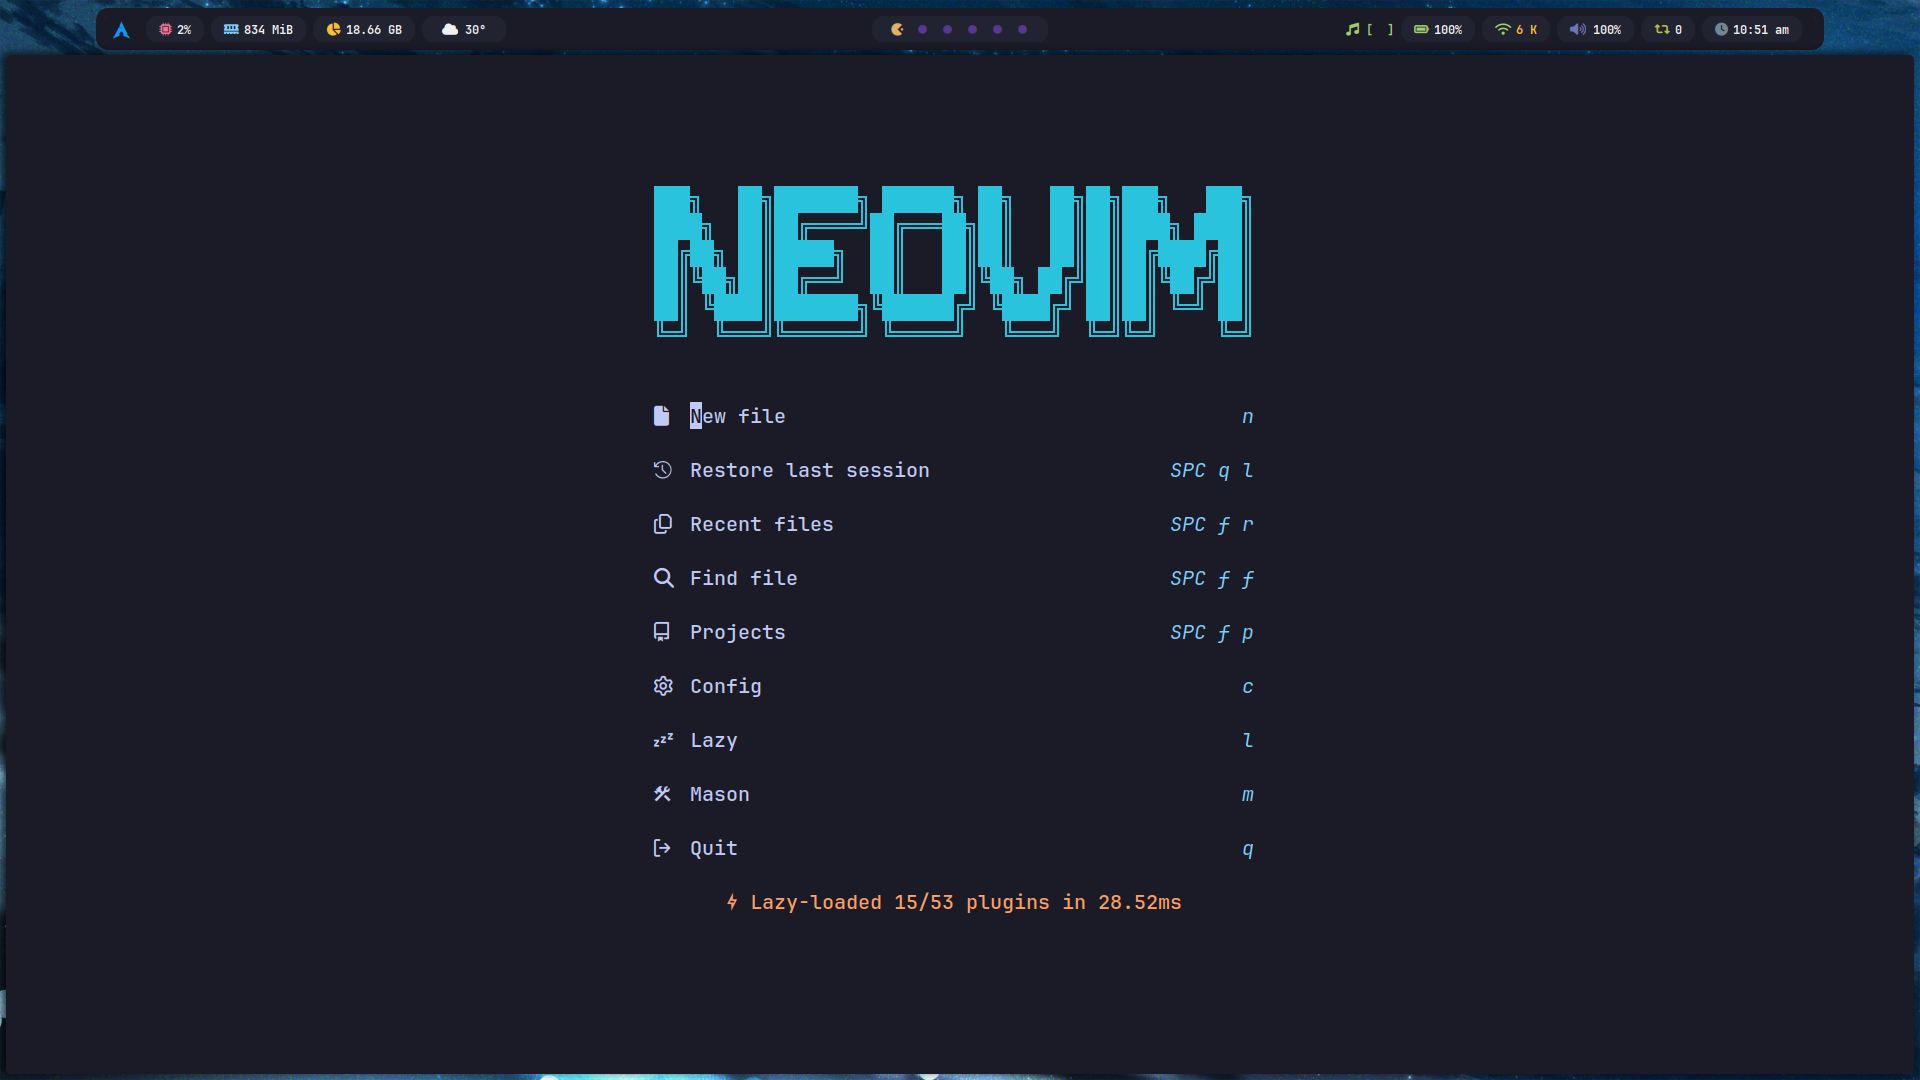 2% 834 MiB 18.66 GB 30° [ ] 100% 6 K 100% 0 10:51 am
NEOVIM
New file n
Restore last session SPC q l
Recent files SPC f r
Find file SPC f f
Projects SPC f p
Config c
Lazy l
Mason m
Quit q
Lazy-loaded 15/53 plugins in 28.52ms